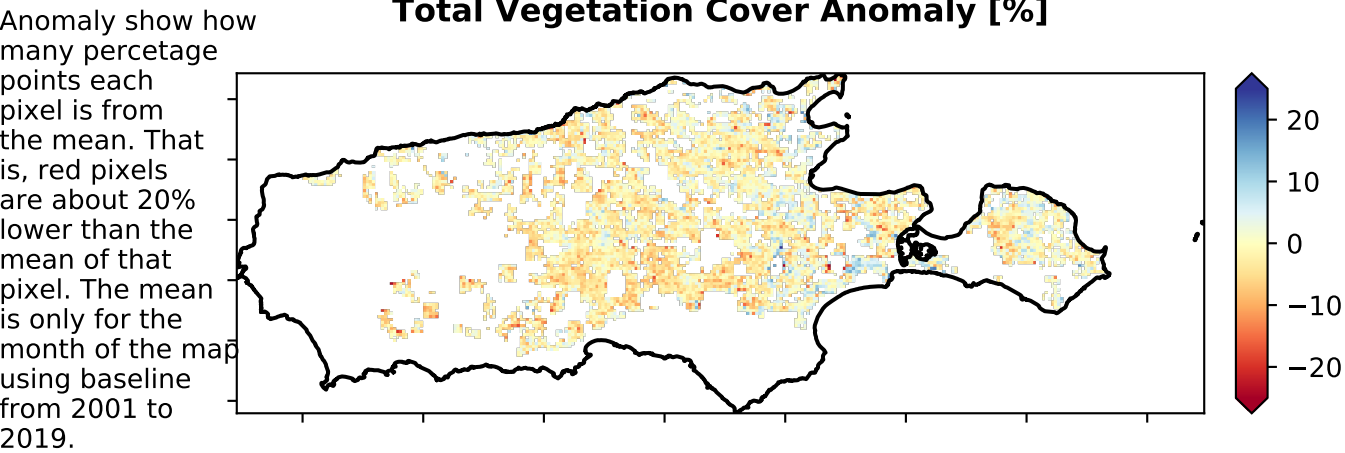 Total Vegetation Cover Anomaly [%]
Anomaly show how
many percetage
points each
pixel is from
the mean. That
is, red pixels
are about 20%
lower than the
mean of that
pixel. The mean
is only for the
month of the map
using baseline
from 2001 to
2019.
20
10
0
−10
−20